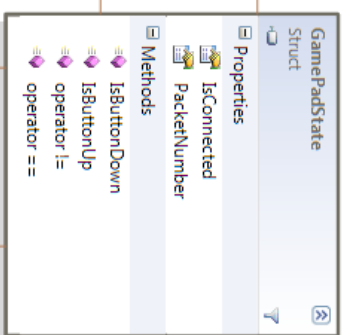 GamePadState
Struct
Properties
IsConnected
PacketNumber
Methods
IsButtonDown
IsButtonUp
operator !=
operator ==